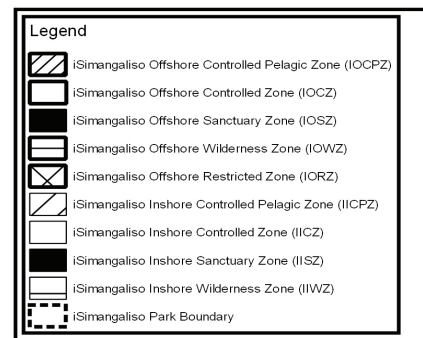 Legend
iSimangaliso Offshore Controlled Pelagic Zone (IOCPZ)
iSimangaliso Offshore Controlled Zone (IOCZ)
iSimangaliso Offshore Sanctuary Zone (IOSZ)
iSimangaliso Offshore Wilderness Zone (IOWZ)
iSimangaliso Offshore Restricted Zone (IORZ)
iSimangaliso Inshore Controlled Pelagic Zone (IICPZ)
iSimangaliso Inshore Controlled Zone (IICZ)
iSimangaliso Inshore Sanctuary Zone (IISZ)
iSimangaliso Inshore Wilderness Zone (IIWZ)
iSimangaliso Park Boundary